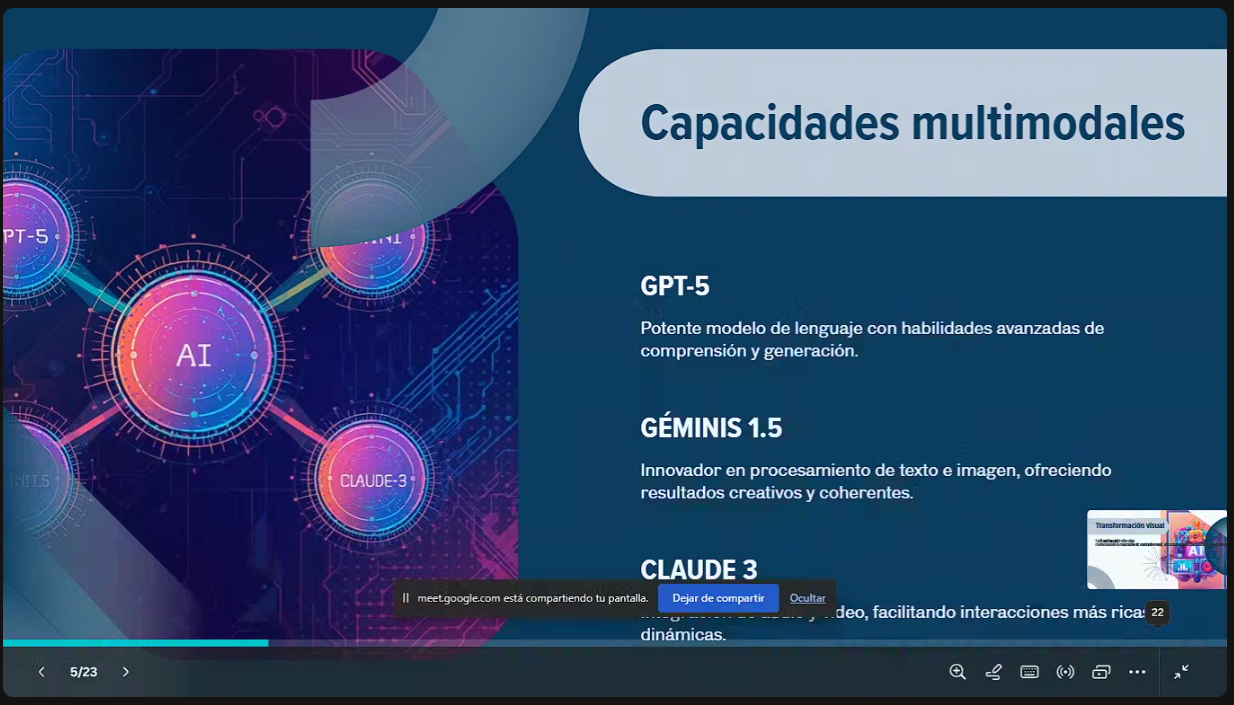 Capacidades multimodales
PT-5
AI
CLAUDE-3
GPT-5
Potente modelo de lenguaje con habilidades avanzadas de
comprensión y generación.
GÉMINIS 1.5
Innovador en procesamiento de texto e imagen, ofreciendo
resultados creativos y coherentes.
CLAUDE 3
facilitando interacciones más ricas
dinámicas.
Transformación visual
AI
meet.google.com está compartiendo tu pantalla.
Dejar de compartir
Ocultar
22
5/23